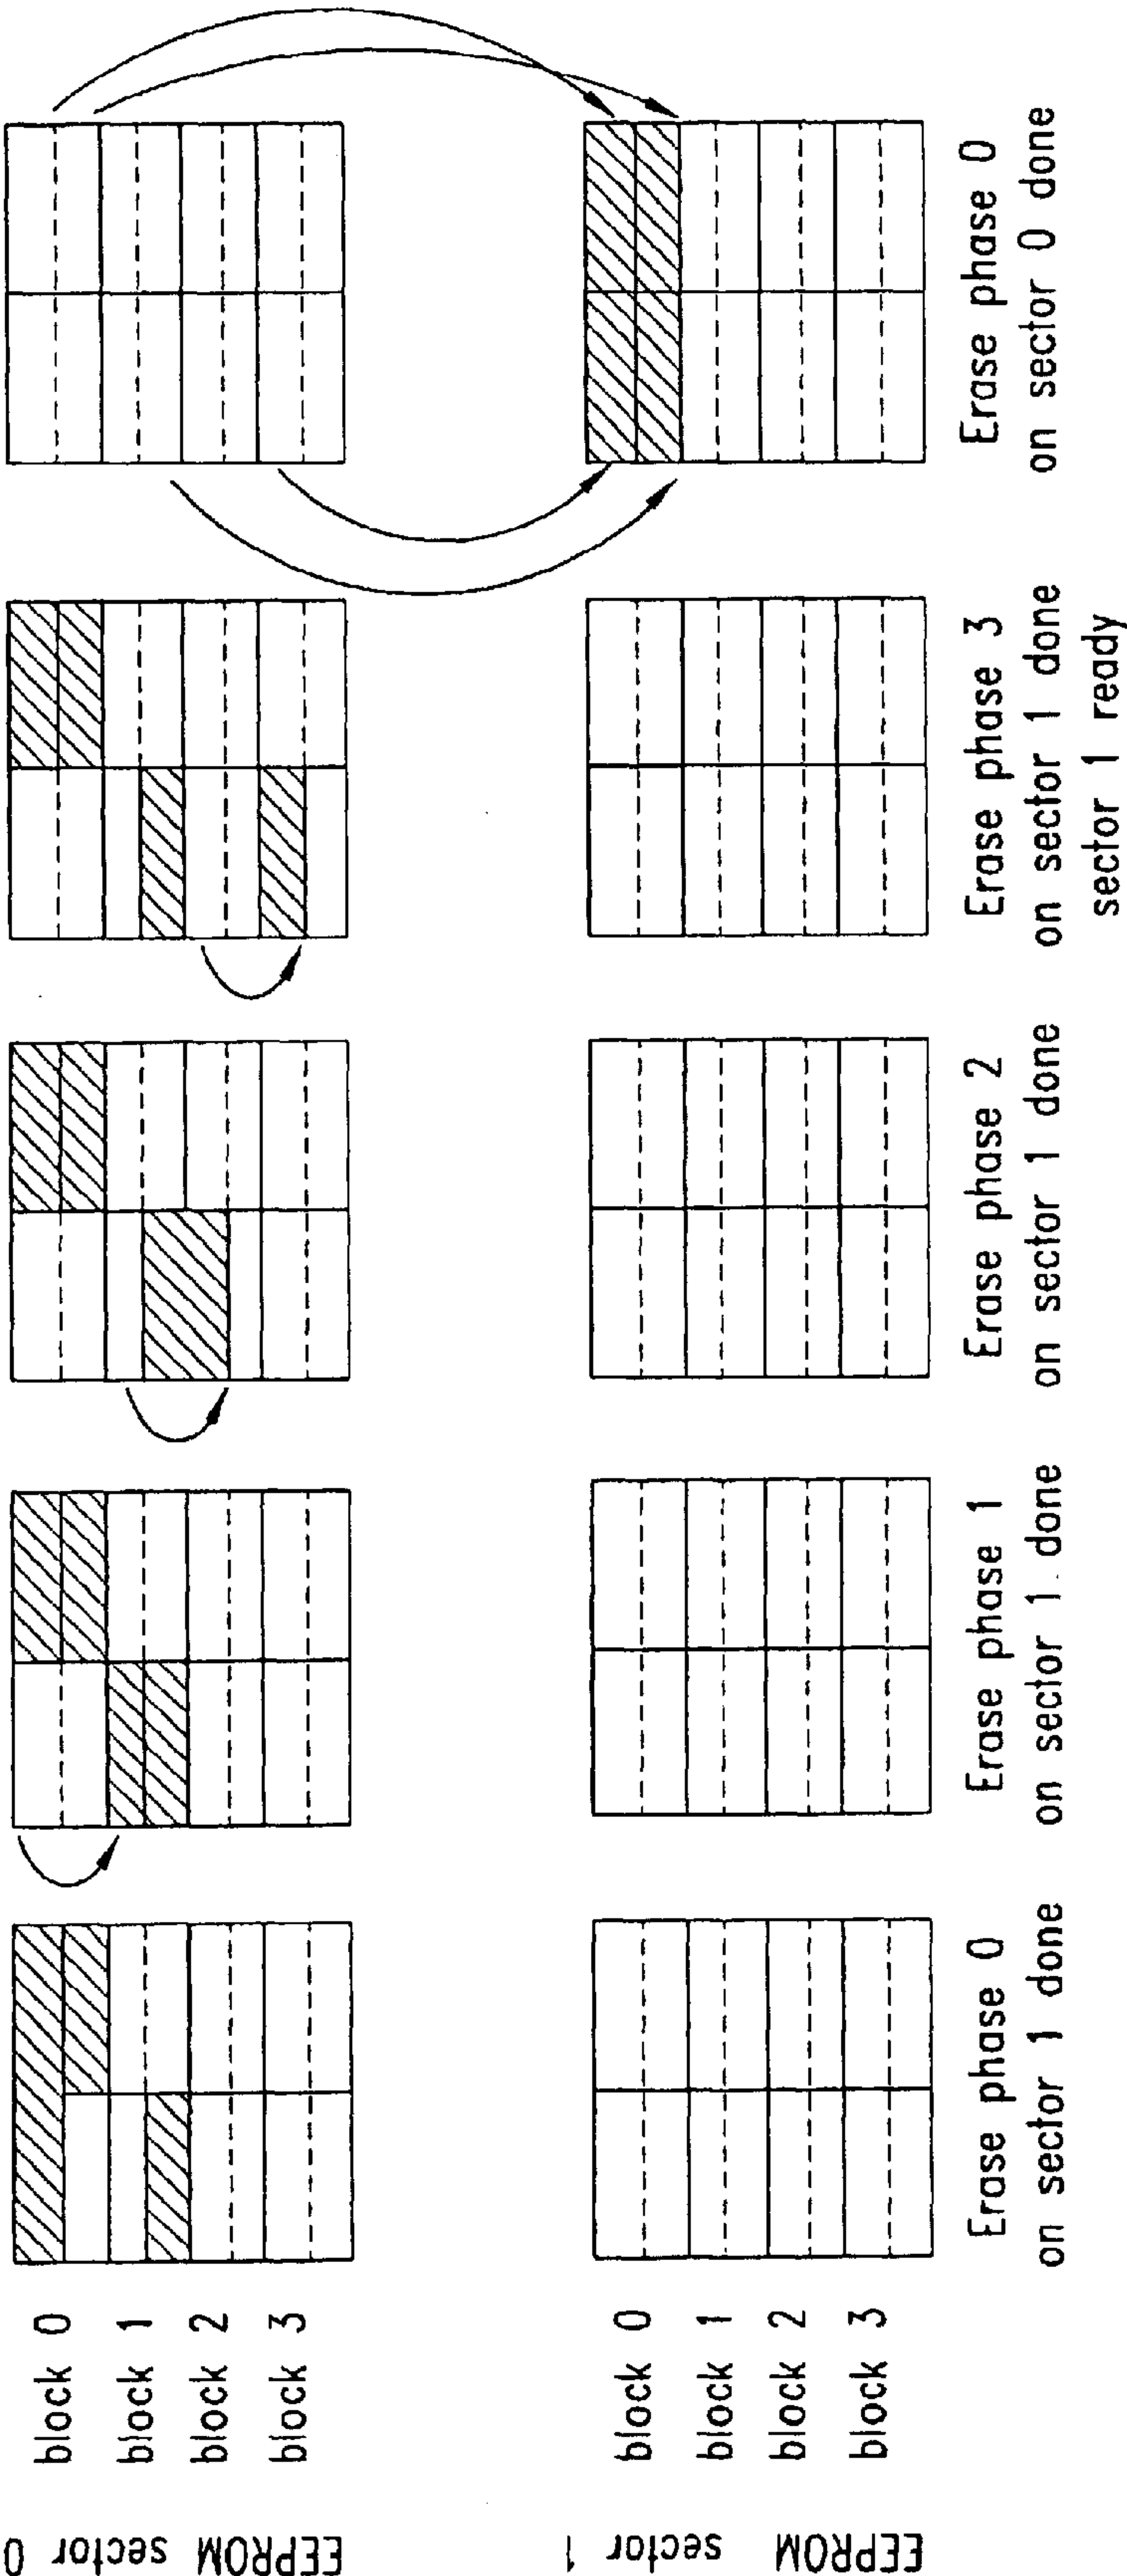 EEPROM sector 0
block 0
block 1
block 2
block 3
EEPROM sector 1
block 0
block 1
block 2
block 3
Erase phase 0
on sector 1 done
Erase phase 1
on sector 1 done
Erase phase 2
on sector 1 done
Erase phase 3
on sector 1 done
sector 1 ready
Erase phase 0
on sector 0 done